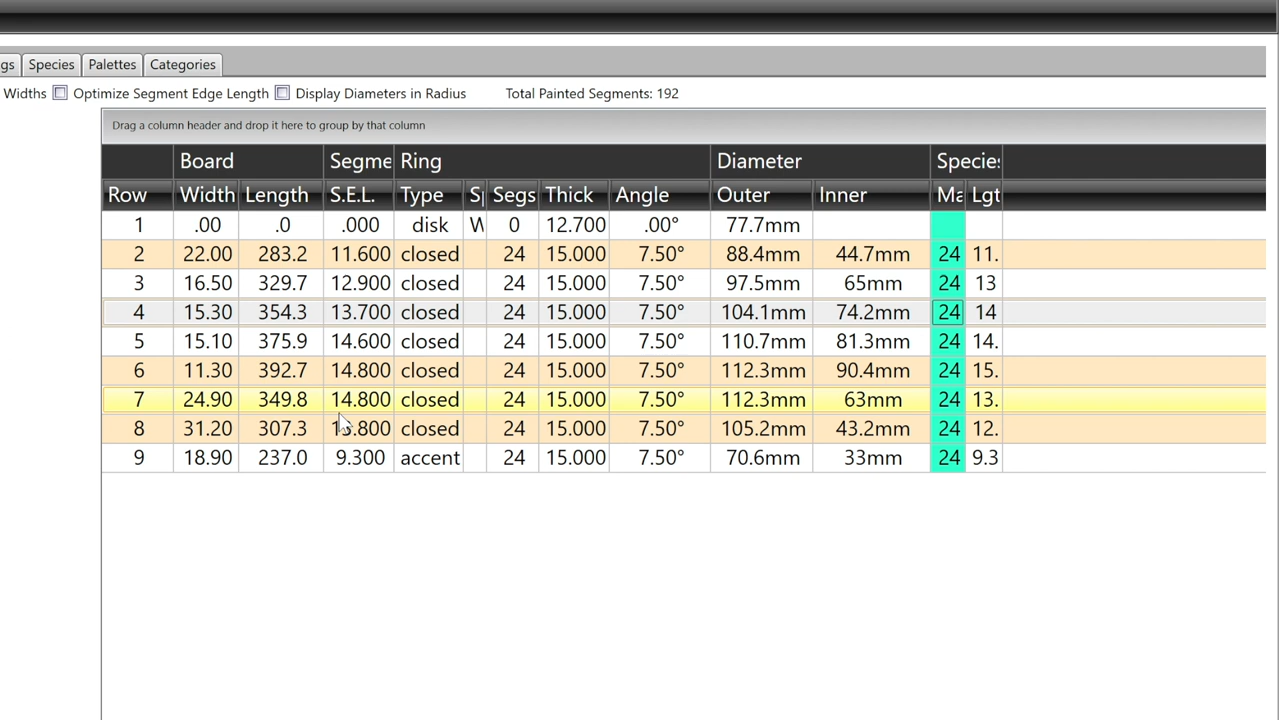 gs Species Palettes Categories
Widths Optimize Segment Edge Length Display Diameters in Radius Total Painted Segments: 192
Drag a column header and drop it here to group by that column
Board Segme Ring Diameter Species
Row Width Length S.E.L. Type Sp Segs Thick Angle Outer Inner Ma Lgt
1 .00 .0 .000 disk W 0 12.700 .00° 77.7mm
2 22.00 283.2 11.600 closed 24 15.000 7.50° 88.4mm 44.7mm 24 11.
3 16.50 329.7 12.900 closed 24 15.000 7.50° 97.5mm 65mm 24 13
4 15.30 354.3 13.700 closed 24 15.000 7.50° 104.1mm 74.2mm 24 14
5 15.10 375.9 14.600 closed 24 15.000 7.50° 110.7mm 81.3mm 24 14.
6 11.30 392.7 14.800 closed 24 15.000 7.50° 112.3mm 90.4mm 24 15.
7 24.90 349.8 14.800 closed 24 15.000 7.50° 112.3mm 63mm 24 13.
8 31.20 307.3 13.800 closed 24 15.000 7.50° 105.2mm 43.2mm 24 12.
9 18.90 237.0 9.300 accent 24 15.000 7.50° 70.6mm 33mm 24 9.3